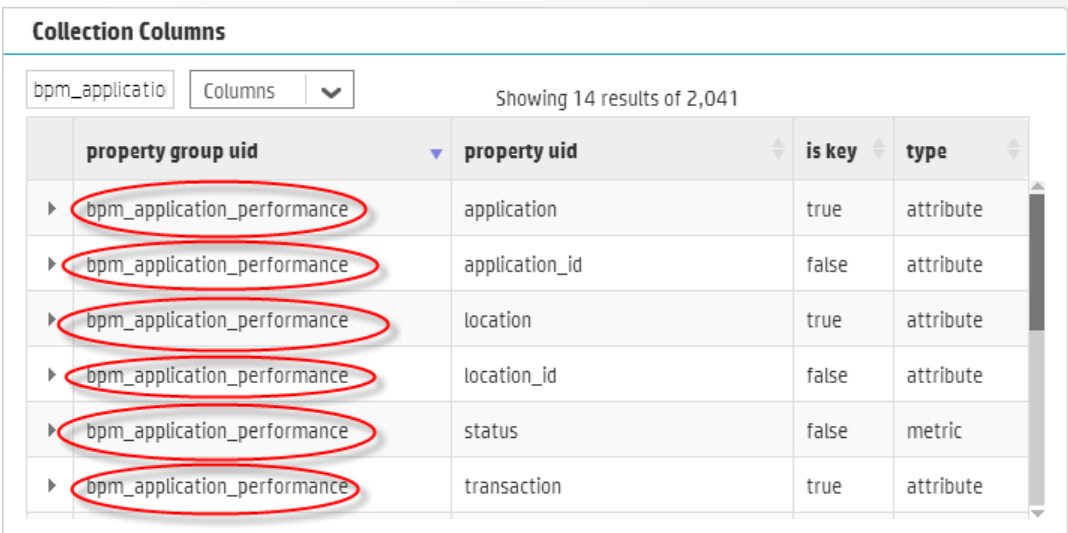 Collection Columns
bpm_applicatio Columns Showing 14 results of 2,041
property group uid property uid is key type
bpm_application_performance application true attribute
bpm_application_performance application_id false attribute
bpm_application_performance location true attribute
bpm_application_performance location_id false attribute
bpm_application_performance status false metric
bpm_application_performance transaction true attribute